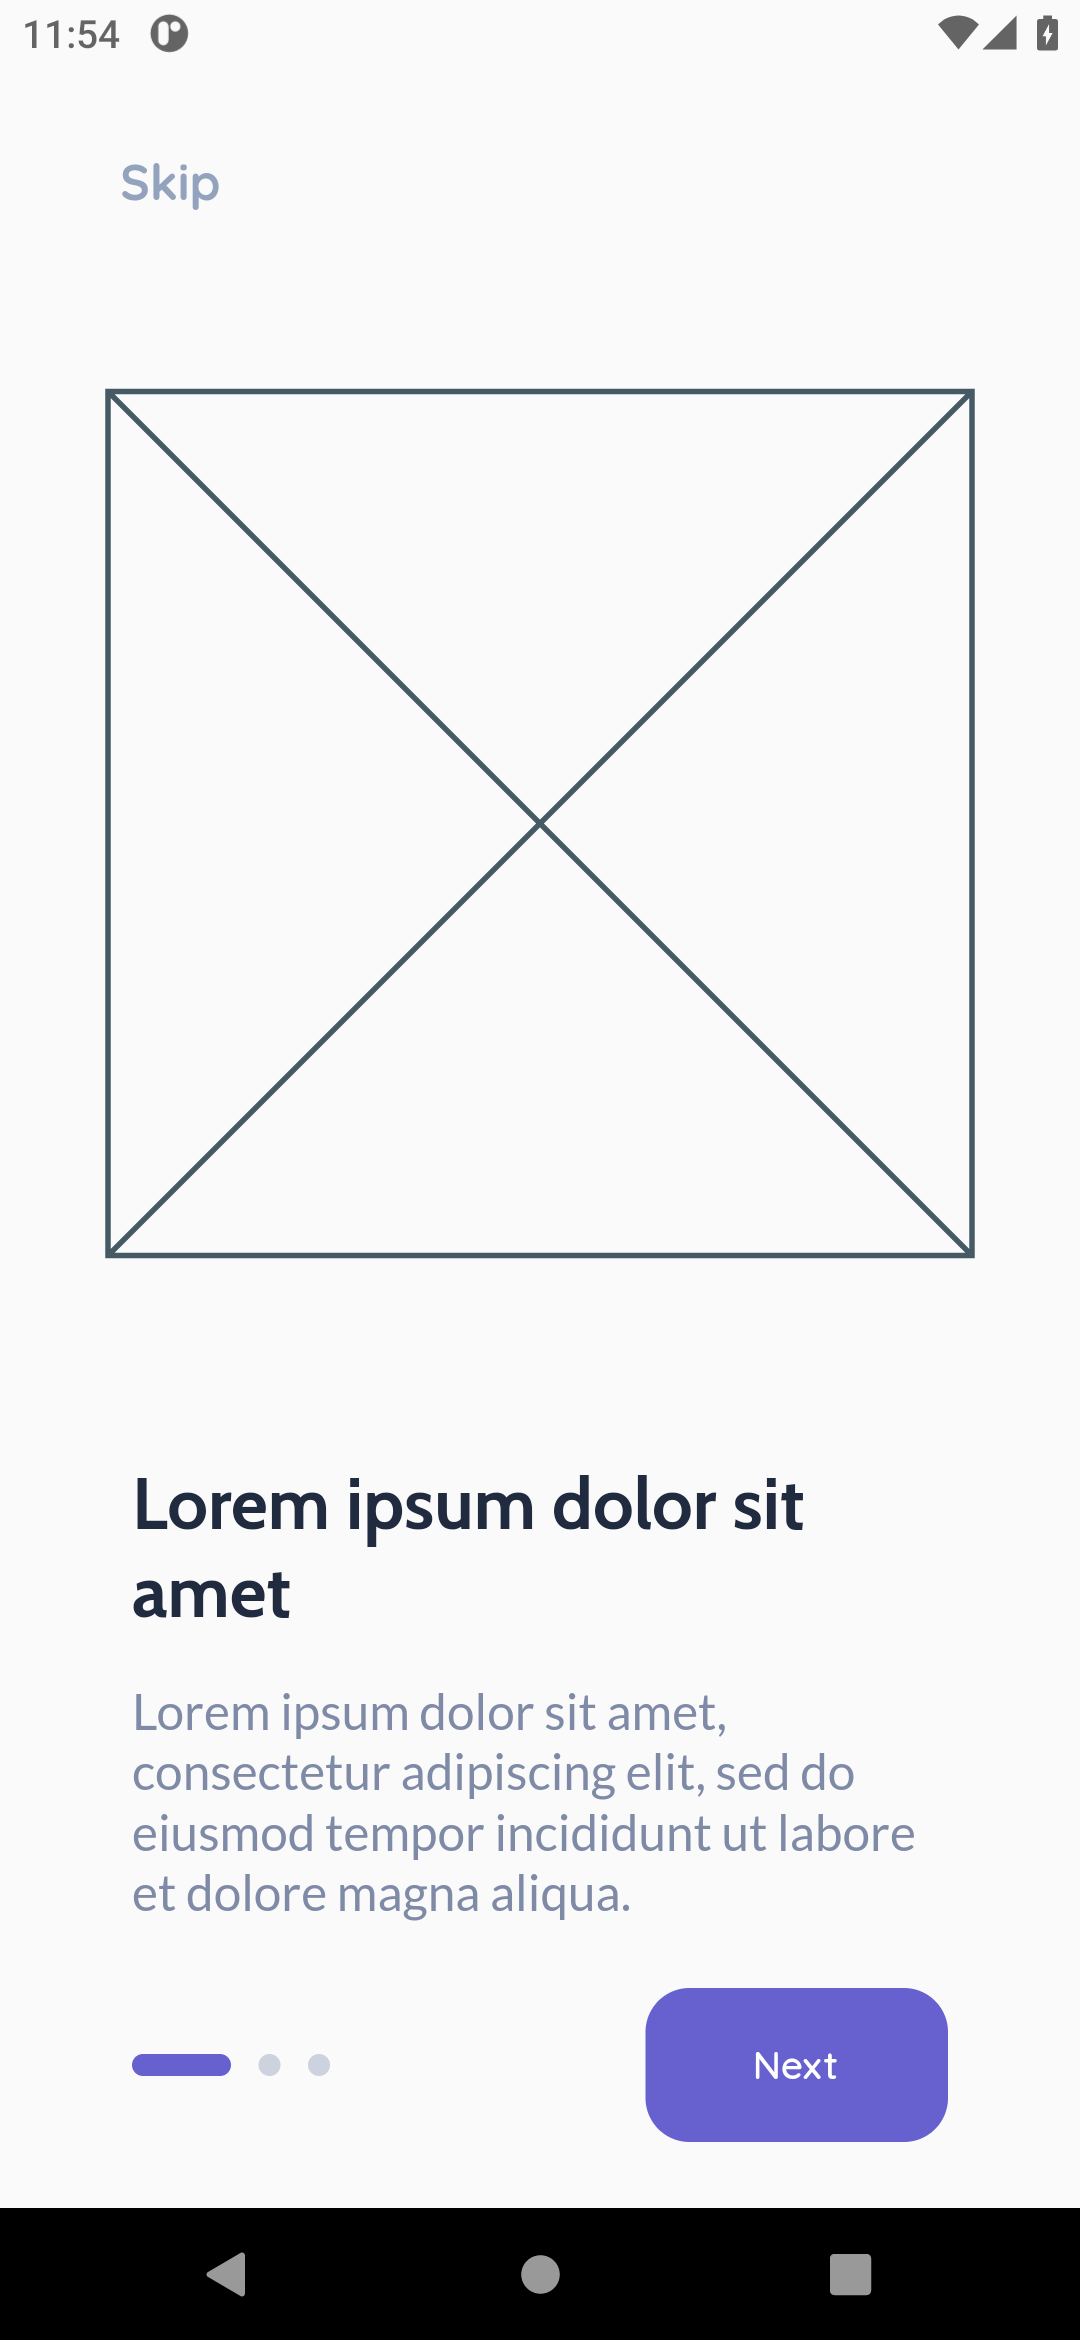 11:54
Skip
Lorem ipsum dolor sit
amet
Lorem ipsum dolor sit amet,
consectetur adipiscing elit, sed do
eiusmod tempor incididunt ut labore
et dolore magna aliqua.
Next